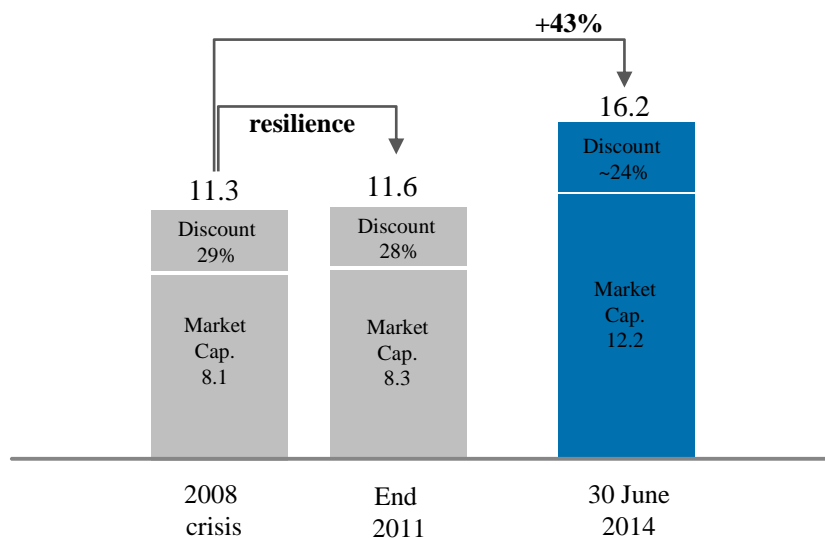 +43%
resilience
16.2
11.3
11.6
Discount
~24%
Discount
29%
Discount
28%
Market
Cap.
12.2
Market
Cap.
8.1
Market
Cap.
8.3
2008
crisis
End
2011
30 June
2014